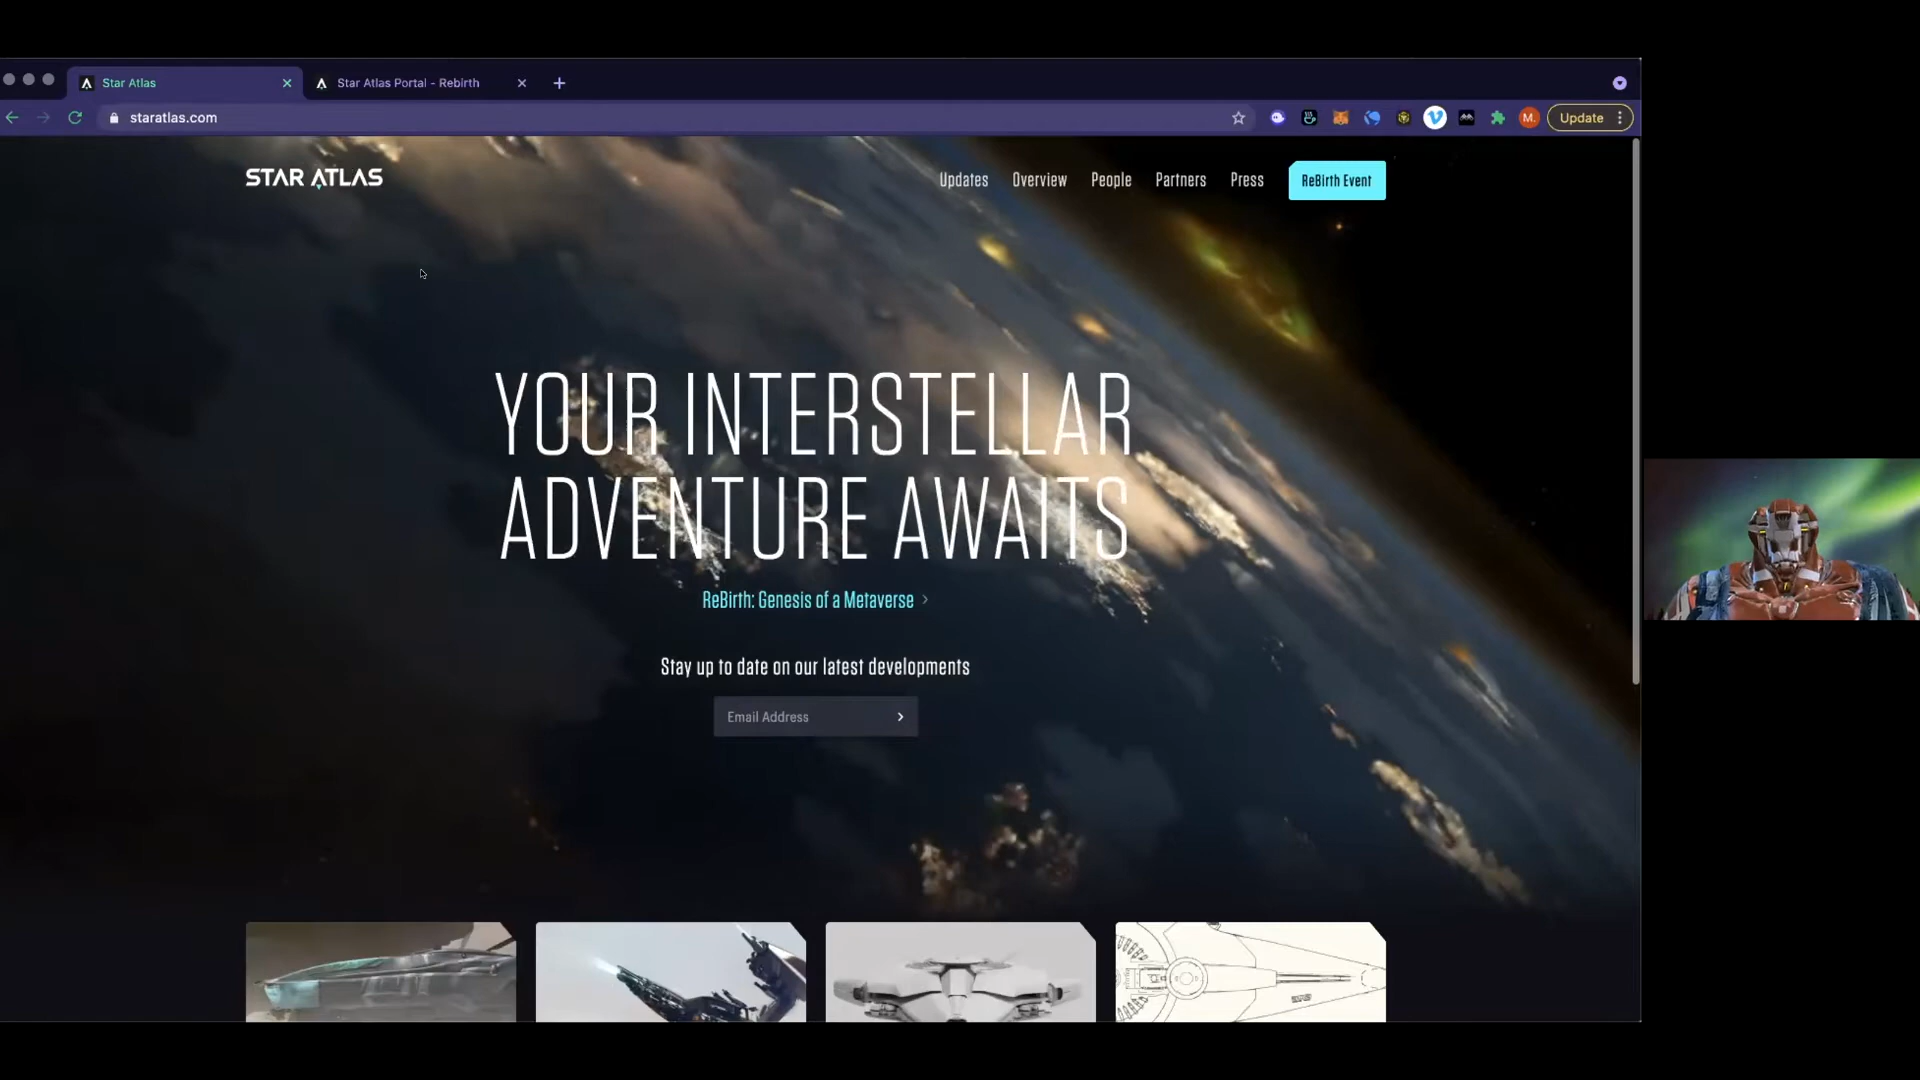 Star Atlas
Star Atlas Portal - Rebirth
staratlas.com
M.
Update
STAR ATLAS
Updates
Overview
People
Partners
Press
ReBirth Event
YOUR INTERSTELLAR
ADVENTURE AWAITS
ReBirth: Genesis of a Metaverse
Stay up to date on our latest developments
Email Address